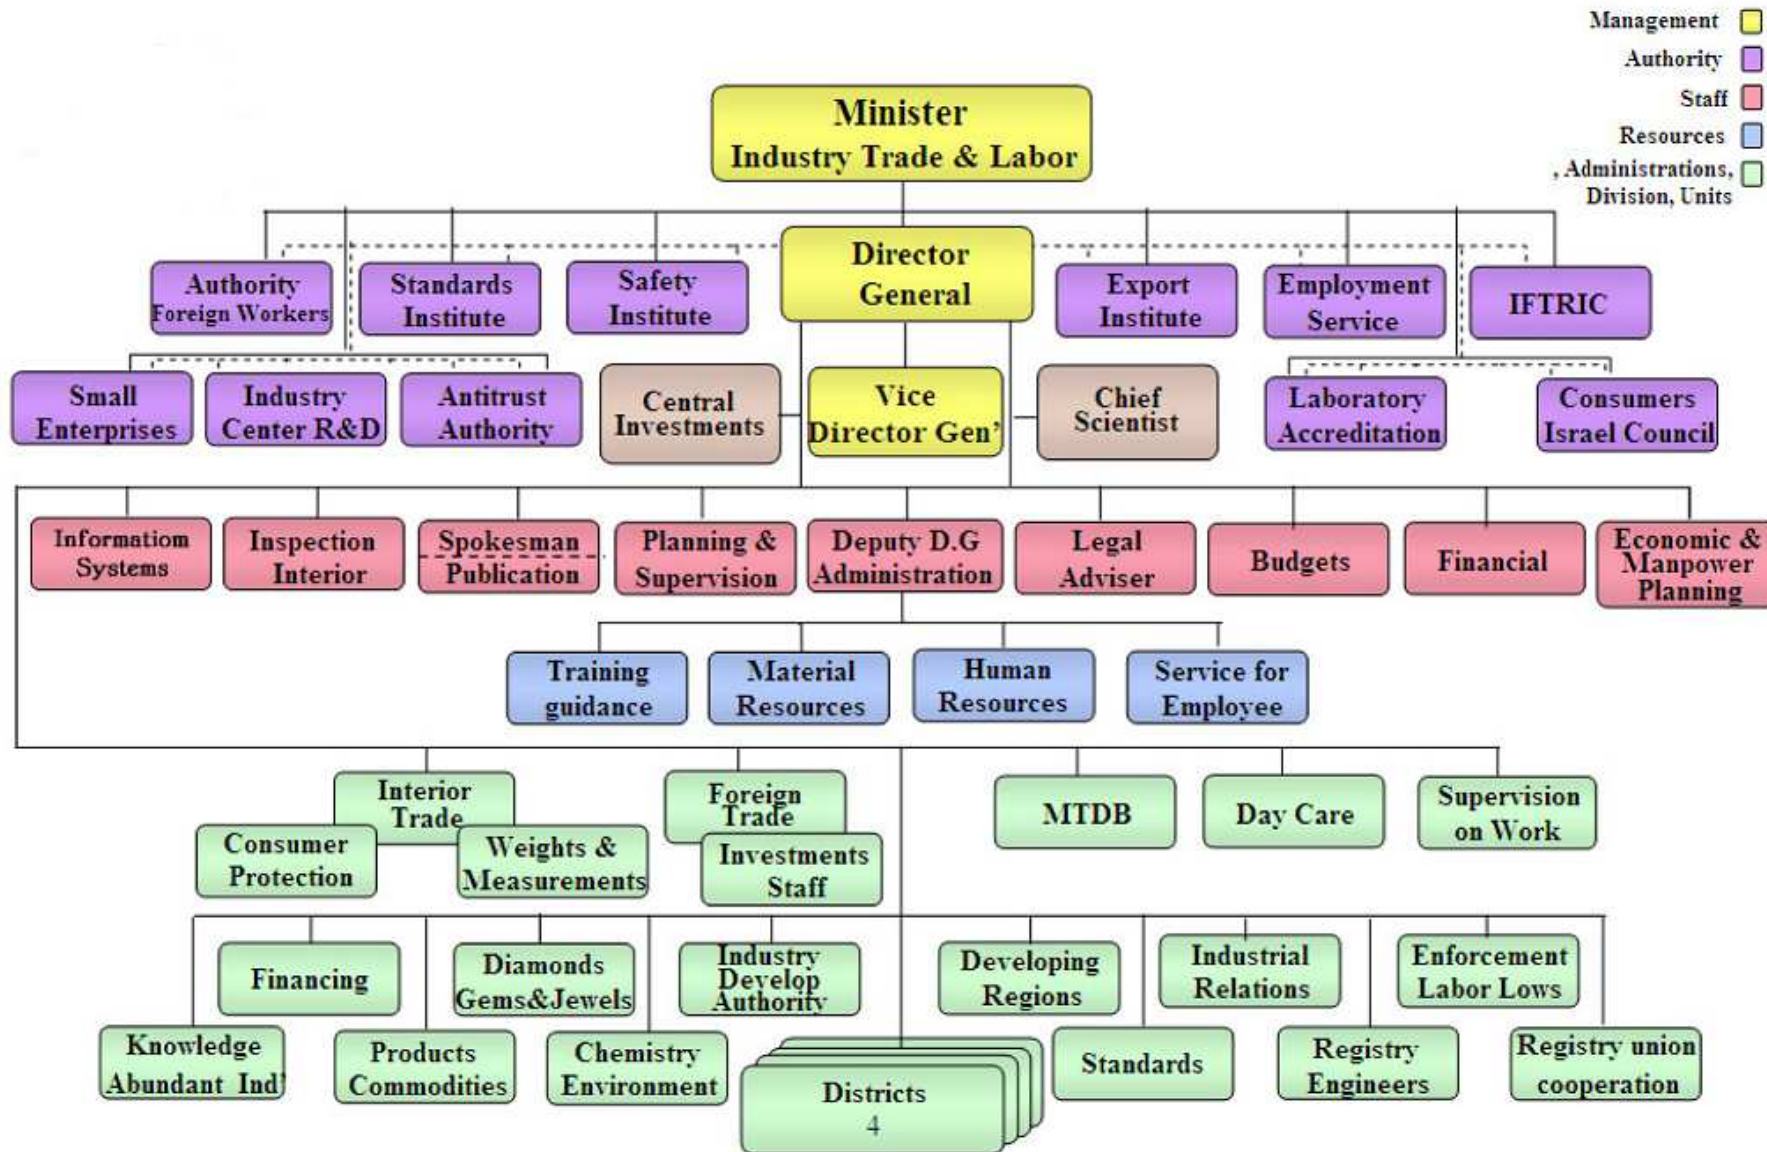 Management
Authority
Staff
Resources
, Administrations,
Division, Units
Minister
Industry Trade & Labor
Director
General
Authority
Foreign Workers
Standards
Institute
Safety
Institute
Export
Institute
Employment
Service
IFTRIC
Small
Enterprises
Industry
Center R&D
Antitrust
Authority
Central
Investments
Vice
Director Gen'
Chief
Scientist
Laboratory
Accreditation
Consumers
Israel Council
Information
Systems
Inspection
Interior
Spokesman
Publication
Planning &
Supervision
Deputy D.G
Administration
Legal
Adviser
Budgets
Financial
Economic &
Manpower
Planning
Training
guidance
Material
Resources
Human
Resources
Service for
Employee
Interior
Trade
Consumer
Protection
Weights &
Measurements
Foreign
Trade
Investments
Staff
MTDB
Day Care
Supervision
on Work
Financing
Diamonds
Gems&Jewels
Industry
Develop
Authority
Developing
Regions
Industrial
Relations
Enforcement
Labor Lows
Knowledge
Abundant Ind'
Products
Commodities
Chemistry
Environment
Districts
4
Standards
Registry
Engineers
Registry union
cooperation